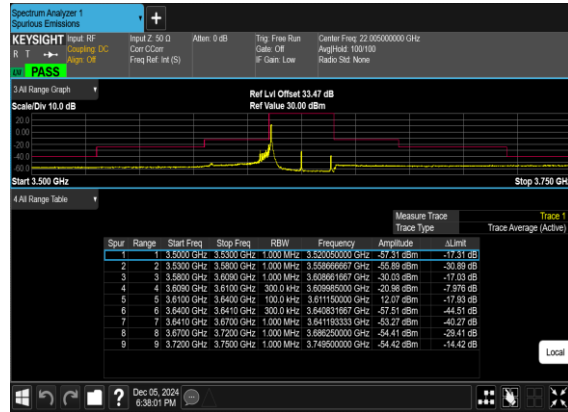 Spectrum Analyzer 1
Spurious Emissions
KEYSIGHT Input: RF Input Z: 50 Ω Atten: 0 dB Trig: Free Run Center Freq: 22.005000000 GHz
R T Coupling: DC Corr CCorr Gate: Off Avg|Hold: 100/100
Align: Off Freq Ref: Int (S) IF Gain: Low Radio Std: None
LW PASS
3 All Range Graph
Ref Lvl Offset 33.47 dB
Scale/Div 10.0 dB Ref Value 30.00 dBm
20.0
0.00
-20.0
-40.0
-60.0
Start 3.500 GHz Stop 3.750 GHz
4 All Range Table
Measure Trace Trace 1
Trace Type Trace Average (Active)
Spur Range Start Freq Stop Freq RBW Frequency Amplitude ΔLimit
1 1 3.5000 GHz 3.5300 GHz 1.000 MHz 3.520050000 GHz -57.31 dBm -17.31 dB
2 2 3.5300 GHz 3.5800 GHz 1.000 MHz 3.558666667 GHz -55.89 dBm -30.89 dB
3 3 3.5800 GHz 3.6090 GHz 1.000 MHz 3.608661667 GHz -30.03 dBm -17.03 dB
4 4 3.6090 GHz 3.6100 GHz 300.0 kHz 3.609985000 GHz -20.98 dBm -7.976 dB
5 5 3.6100 GHz 3.6400 GHz 100.0 kHz 3.611150000 GHz 12.07 dBm -17.93 dB
6 6 3.6400 GHz 3.6410 GHz 300.0 kHz 3.640831667 GHz -57.51 dBm -44.51 dB
7 7 3.6410 GHz 3.6700 GHz 1.000 MHz 3.641193333 GHz -53.27 dBm -40.27 dB
8 8 3.6700 GHz 3.7200 GHz 1.000 MHz 3.686250000 GHz -54.41 dBm -29.41 dB
9 9 3.7200 GHz 3.7500 GHz 1.000 MHz 3.749500000 GHz -54.42 dBm -14.42 dB
Local
Dec 05, 2024
6:38:01 PM